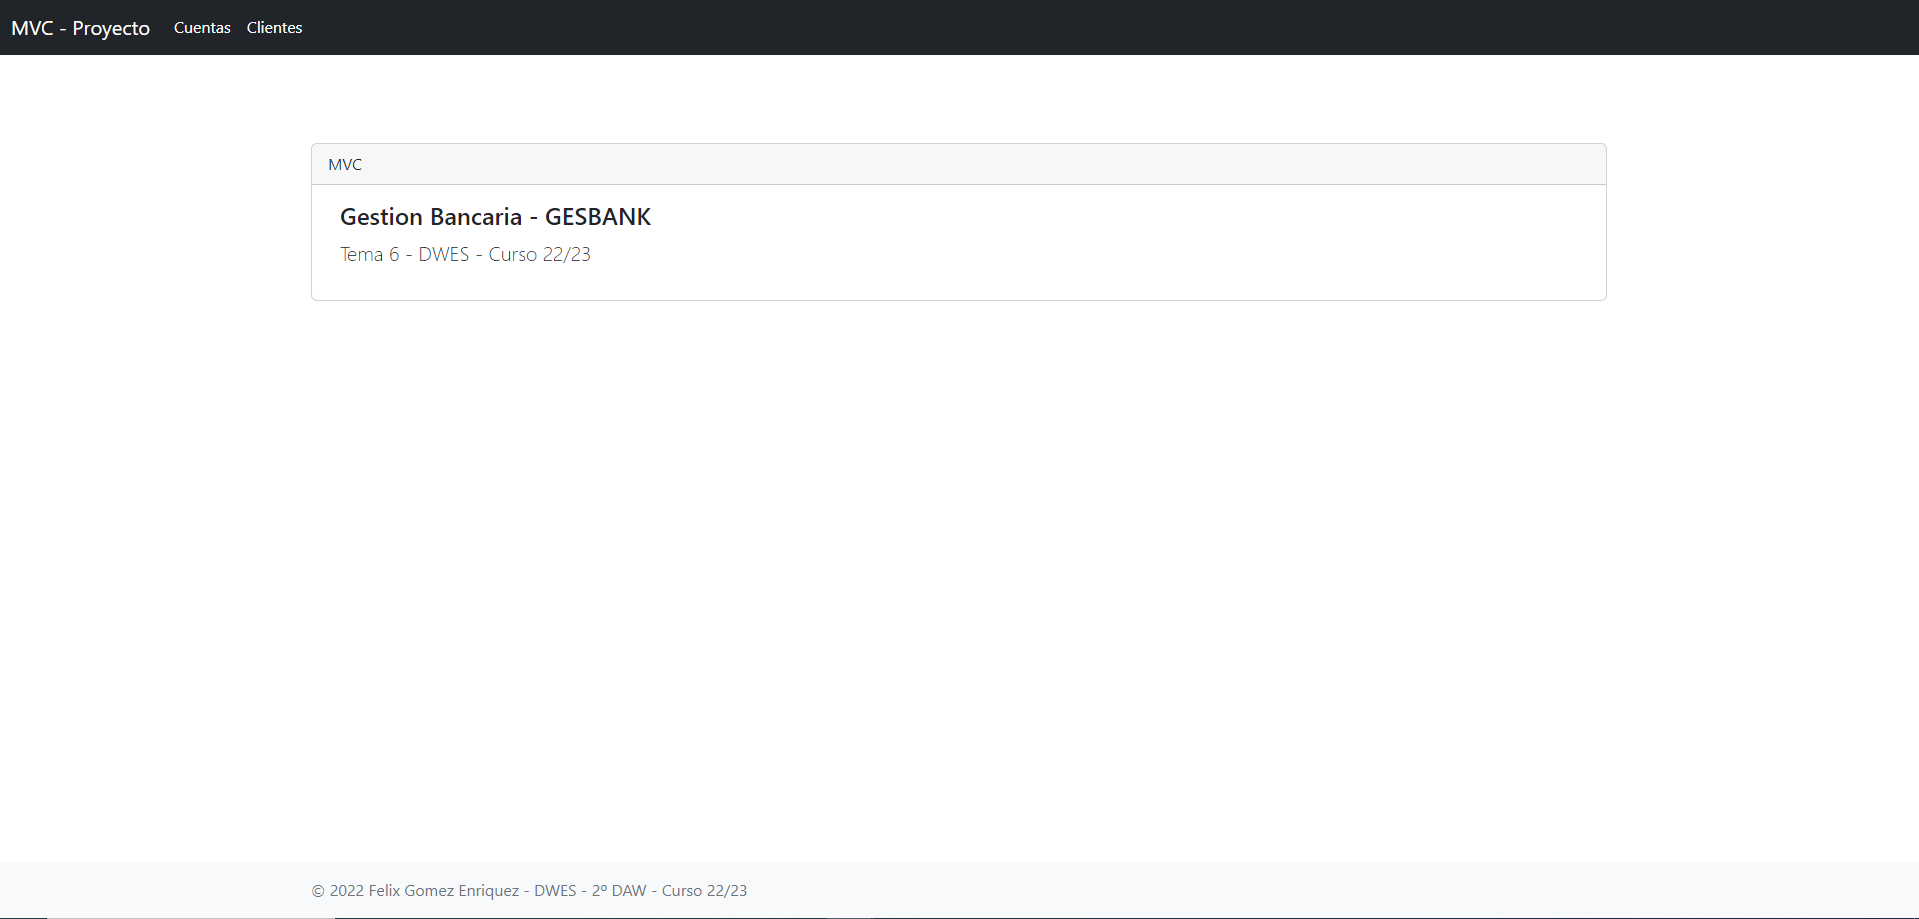 MVC - Proyecto Cuentas Clientes
MVC
Gestion Bancaria - GESBANK
Tema 6 - DWES - Curso 22/23
© 2022 Felix Gomez Enriquez - DWES - 2º DAW - Curso 22/23